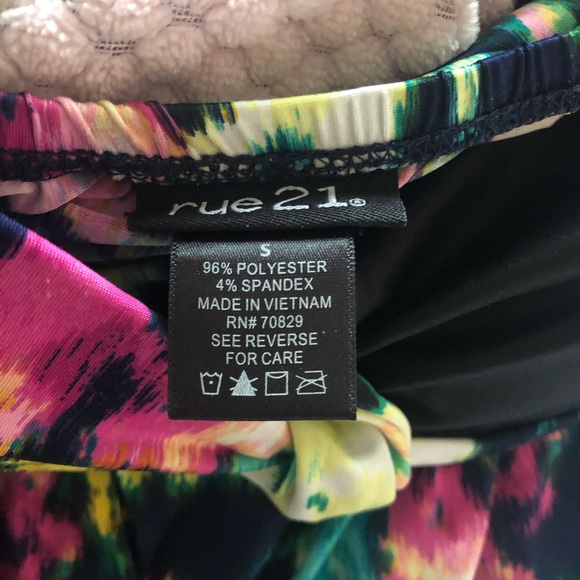 rue21®
S
96% POLYESTER
4% SPANDEX
MADE IN VIETNAM
RN# 70829
SEE REVERSE
FOR CARE